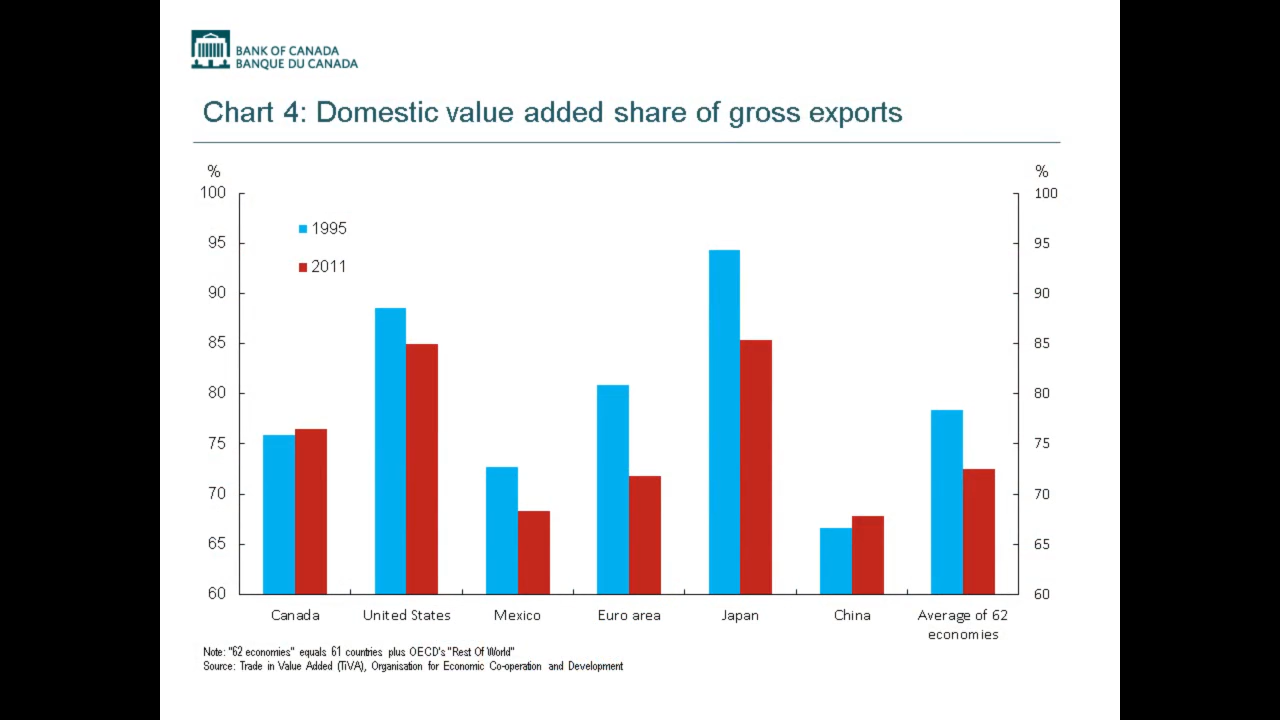 BANK OF CANADA
BANQUE DU CANADA
Chart 4: Domestic value added share of gross exports
% %
100 100
1995
95 95
2011
90 90
85 85
80 80
75 75
70 70
65 65
60 60
Canada United States Mexico Euro area Japan China Average of 62
economies
Note: "62 economies" equals 61 countries plus OECD's "Rest Of World"
Source: Trade in Value Added (TiVA), Organisation for Economic Co-operation and Development